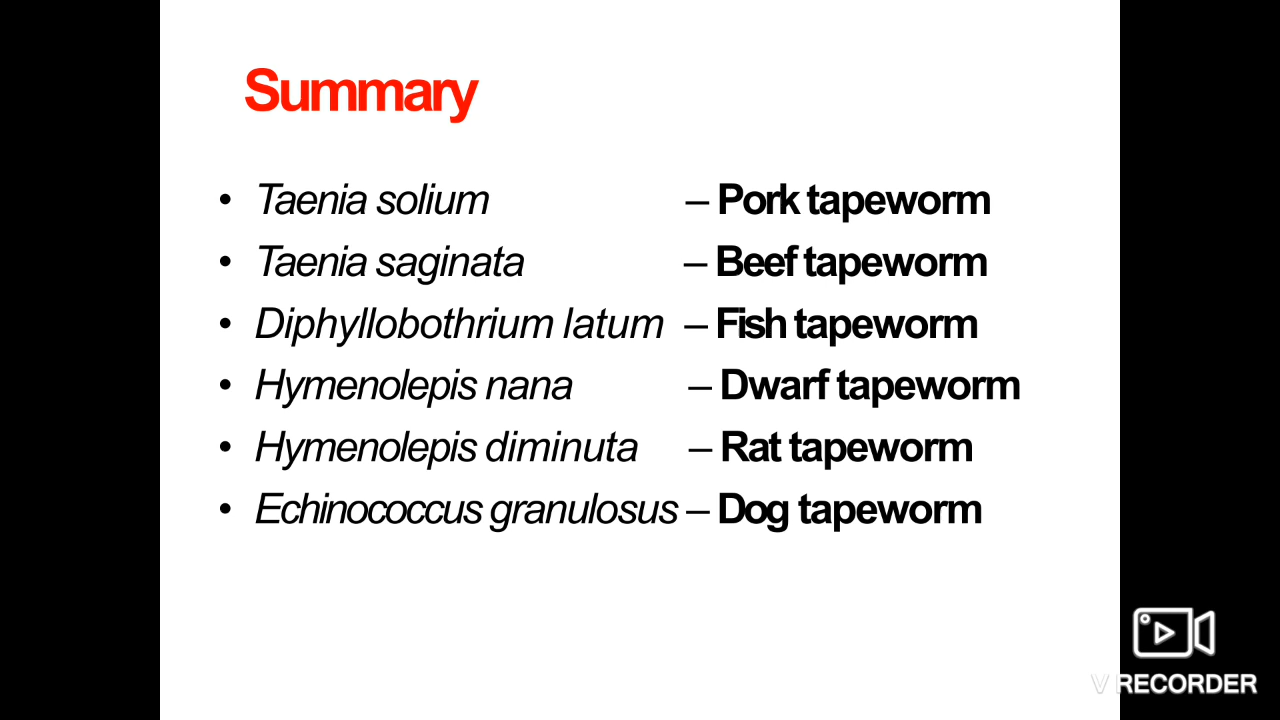 Summary
• Taenia solium – Pork tapeworm
• Taenia saginata – Beef tapeworm
• Diphyllobothrium latum – Fish tapeworm
• Hymenolepis nana – Dwarf tapeworm
• Hymenolepis diminuta – Rat tapeworm
• Echinococcus granulosus – Dog tapeworm
V RECORDER